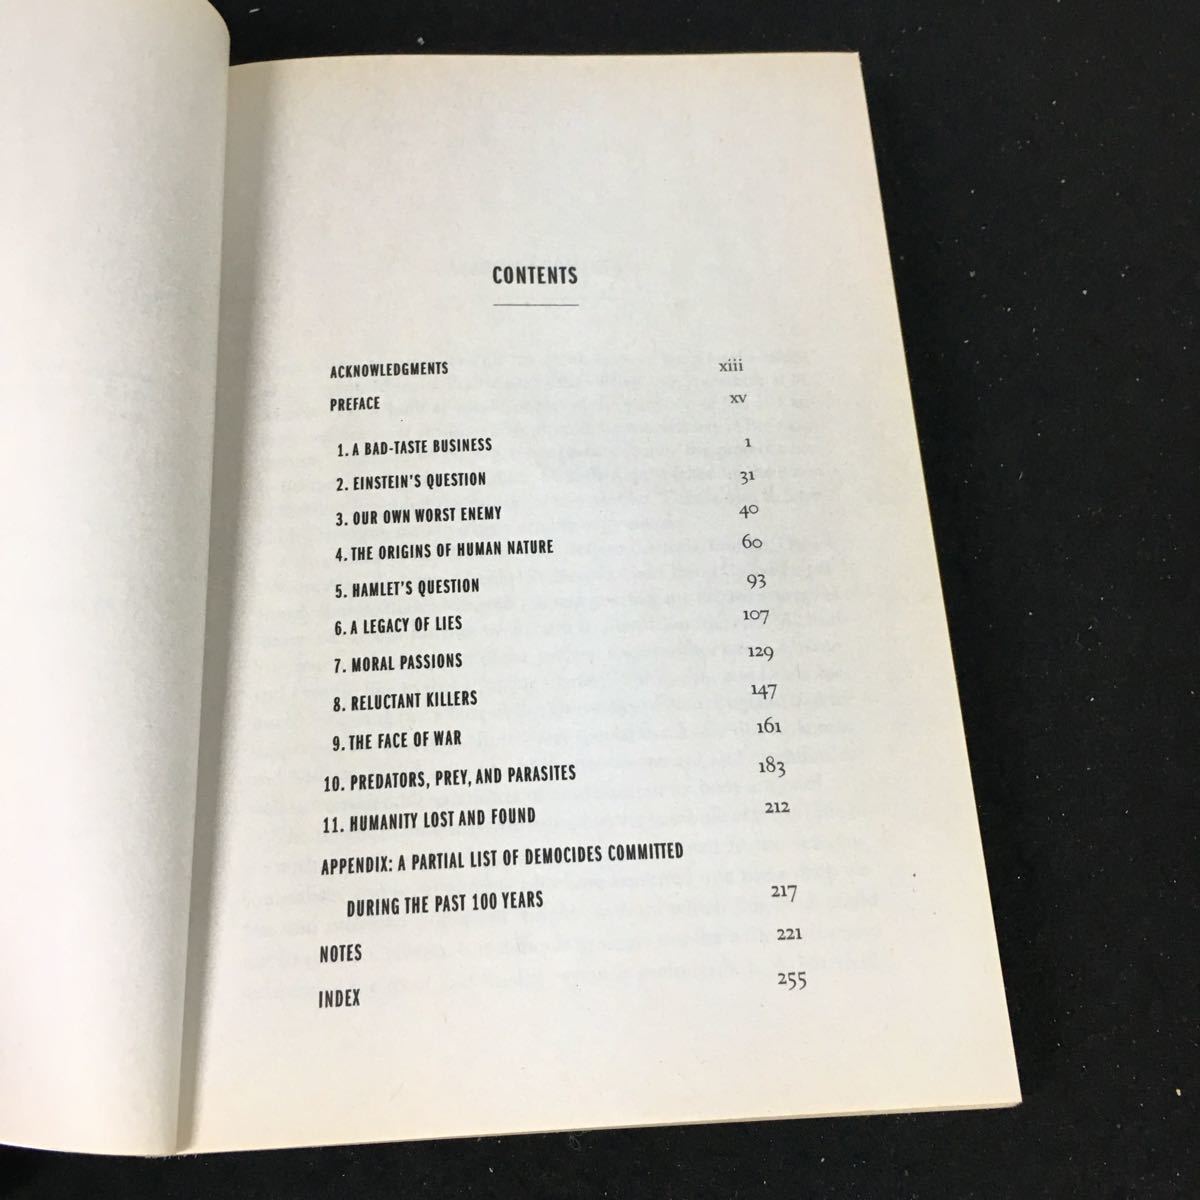 CONTENTS
ACKNOWLEDGMENTS xiii
PREFACE xv
1. A BAD-TASTE BUSINESS 1
2. EINSTEIN'S QUESTION 31
3. OUR OWN WORST ENEMY 40
4. THE ORIGINS OF HUMAN NATURE 60
5. HAMLET'S QUESTION 93
6. A LEGACY OF LIES 107
7. MORAL PASSIONS 129
8. RELUCTANT KILLERS 147
9. THE FACE OF WAR 161
10. PREDATORS, PREY, AND PARASITES 183
11. HUMANITY LOST AND FOUND 212
APPENDIX: A PARTIAL LIST OF DEMOCIDES COMMITTED
DURING THE PAST 100 YEARS 217
NOTES 221
INDEX 255